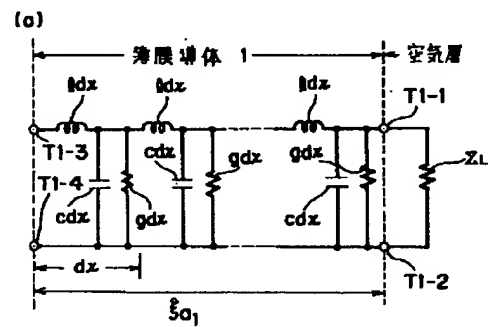 (a)
薄膜導体 1
空気層
ldx
ldx
ldx
T1-1
T1-3
cdx
gdx
gdx
ZL
T1-4
cdx
gdx
cdx
dx
T1-2
ξa1